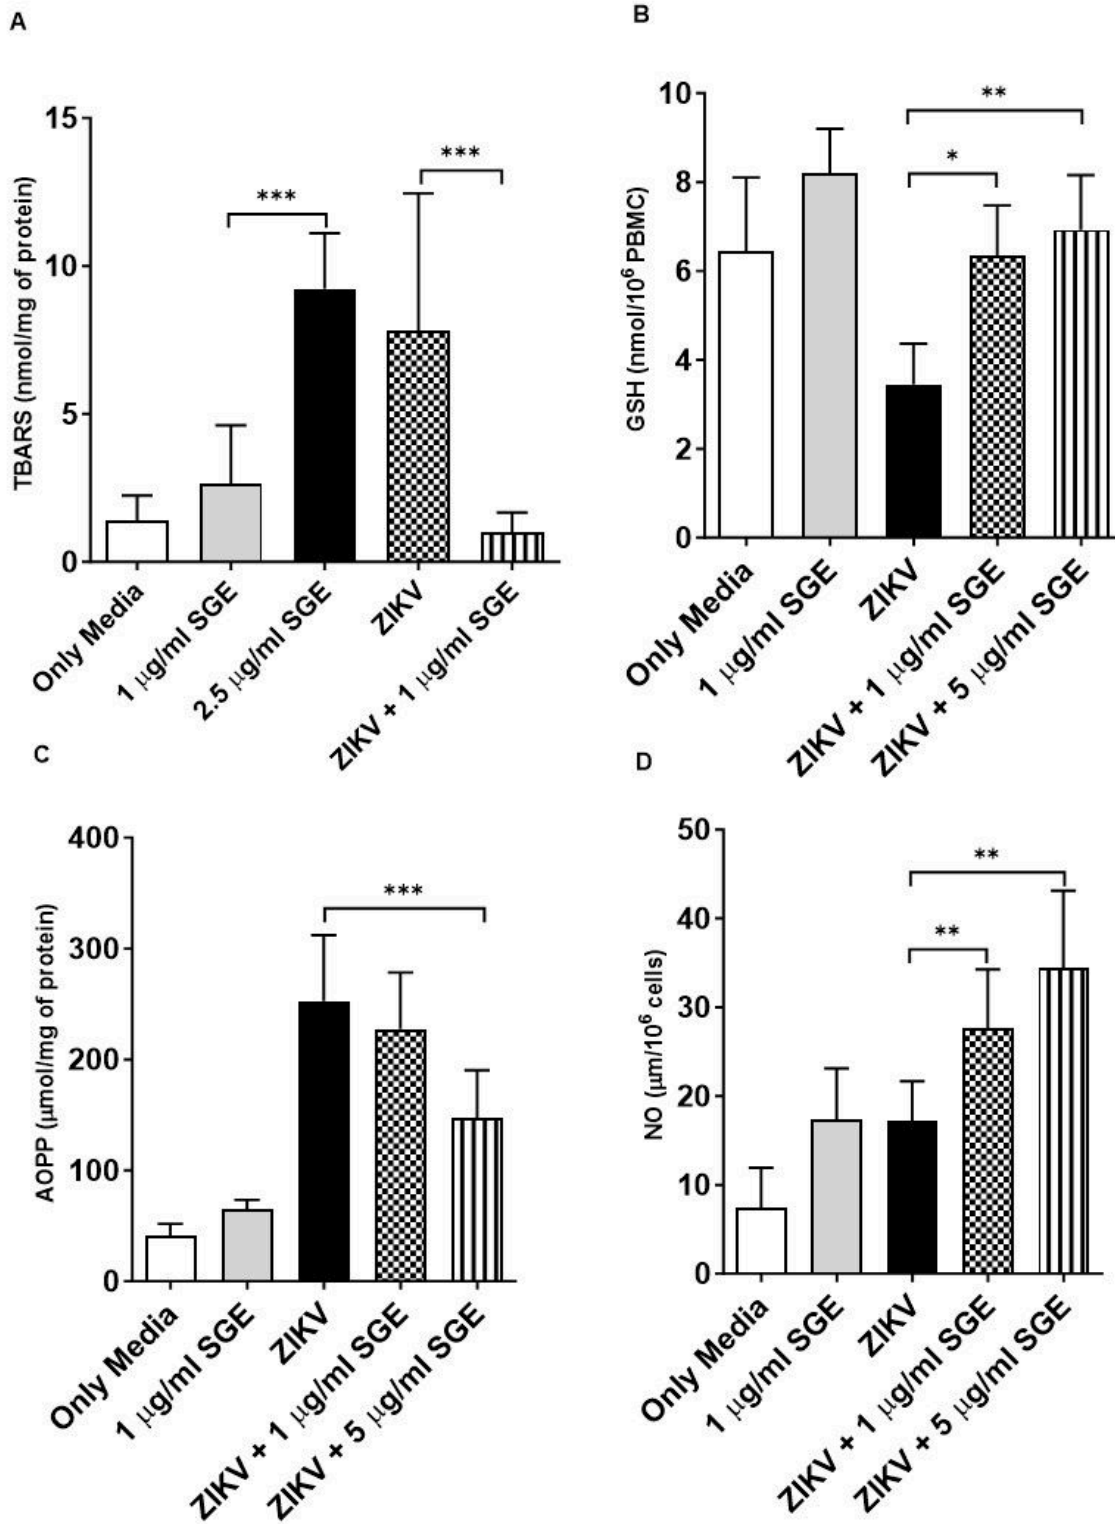 A
TBARS (nmol/mg of protein)
15
10
5
0
***
***
Only Media
1 μg/ml SGE
2.5 μg/ml SGE
ZIKV
ZIKV + 1 μg/ml SGE
B
GSH (nmol/10⁶ PBMC)
10
8
6
4
2
0
**
*
Only Media
1 μg/ml SGE
ZIKV
ZIKV + 1 μg/ml SGE
ZIKV + 5 μg/ml SGE
C
AOPP (μmol/mg of protein)
400
300
200
100
0
***
Only Media
1 μg/ml SGE
ZIKV
ZIKV + 1 μg/ml SGE
ZIKV + 5 μg/ml SGE
D
NO (μm/10⁶ cells)
50
40
30
20
10
0
**
**
Only Media
1 μg/ml SGE
ZIKV
ZIKV + 1 μg/ml SGE
ZIKV + 5 μg/ml SGE